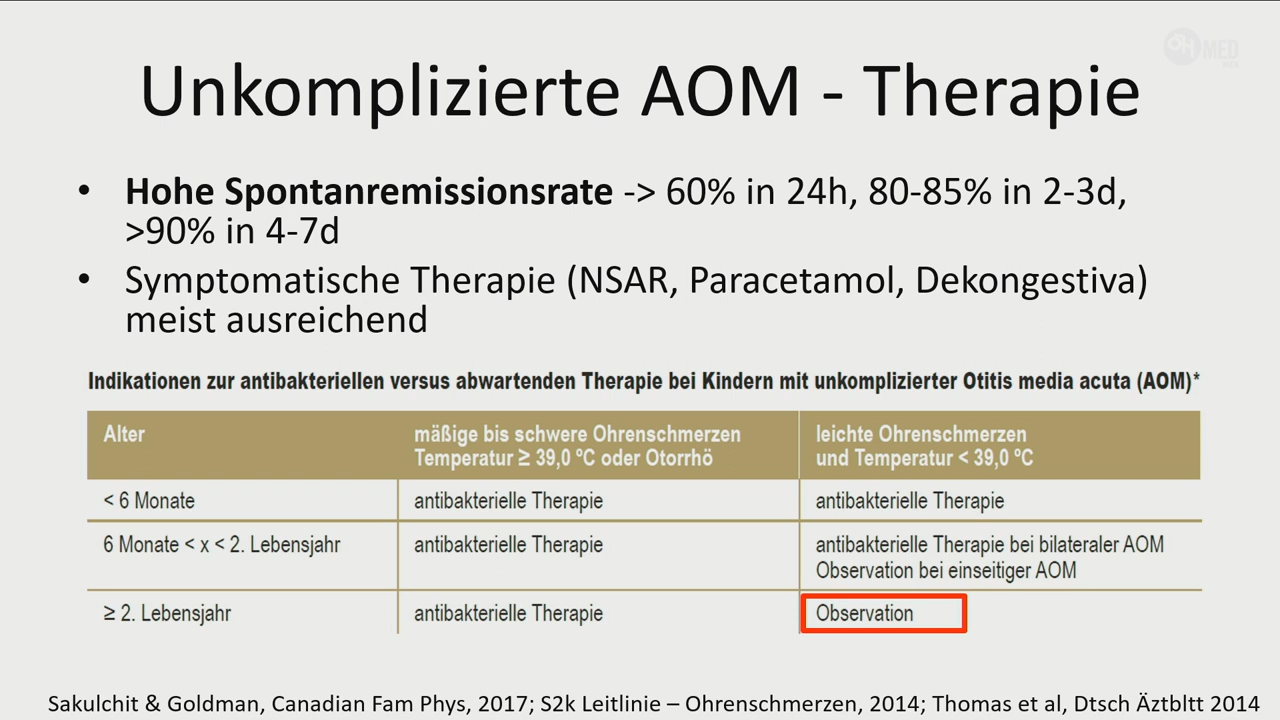 MED
Unkomplizierte AOM - Therapie
• Hohe Spontanremissionsrate -> 60% in 24h, 80-85% in 2-3d,
>90% in 4-7d
• Symptomatische Therapie (NSAR, Paracetamol, Dekongestiva)
meist ausreichend
Indikationen zur antibakteriellen versus abwartenden Therapie bei Kindern mit unkomplizierter Otitis media acuta (AOM)*
Alter
mäßige bis schwere Ohrenschmerzen
Temperatur ≥ 39,0 ºC oder Otorrhö
leichte Ohrenschmerzen
und Temperatur < 39,0 ºC
< 6 Monate
antibakterielle Therapie
antibakterielle Therapie
6 Monate < x < 2. Lebensjahr
antibakterielle Therapie
antibakterielle Therapie bei bilateraler AOM
Observation bei einseitiger AOM
≥ 2. Lebensjahr
antibakterielle Therapie
Observation
Sakulchit & Goldman, Canadian Fam Phys, 2017; S2k Leitlinie – Ohrenschmerzen, 2014; Thomas et al, Dtsch Äztbltt 2014